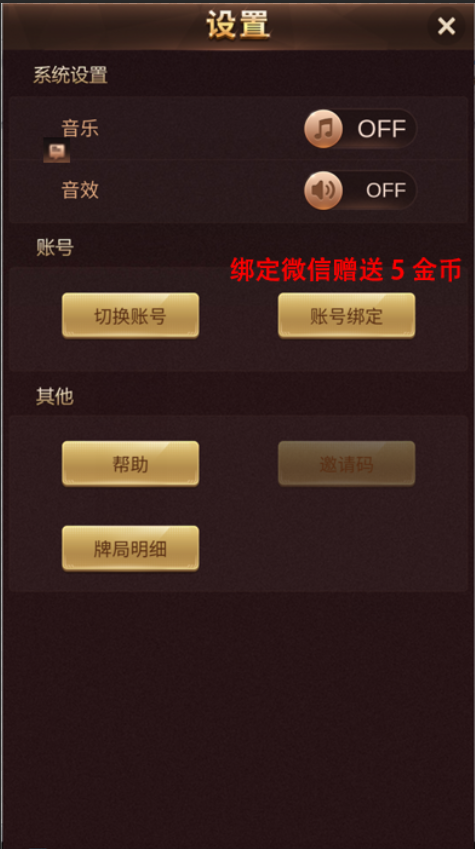 设置
系统设置
音乐 OFF
音效 OFF
账号
绑定微信赠送 5 金币
切换账号 账号绑定
其他
帮助 邀请码
牌局明细